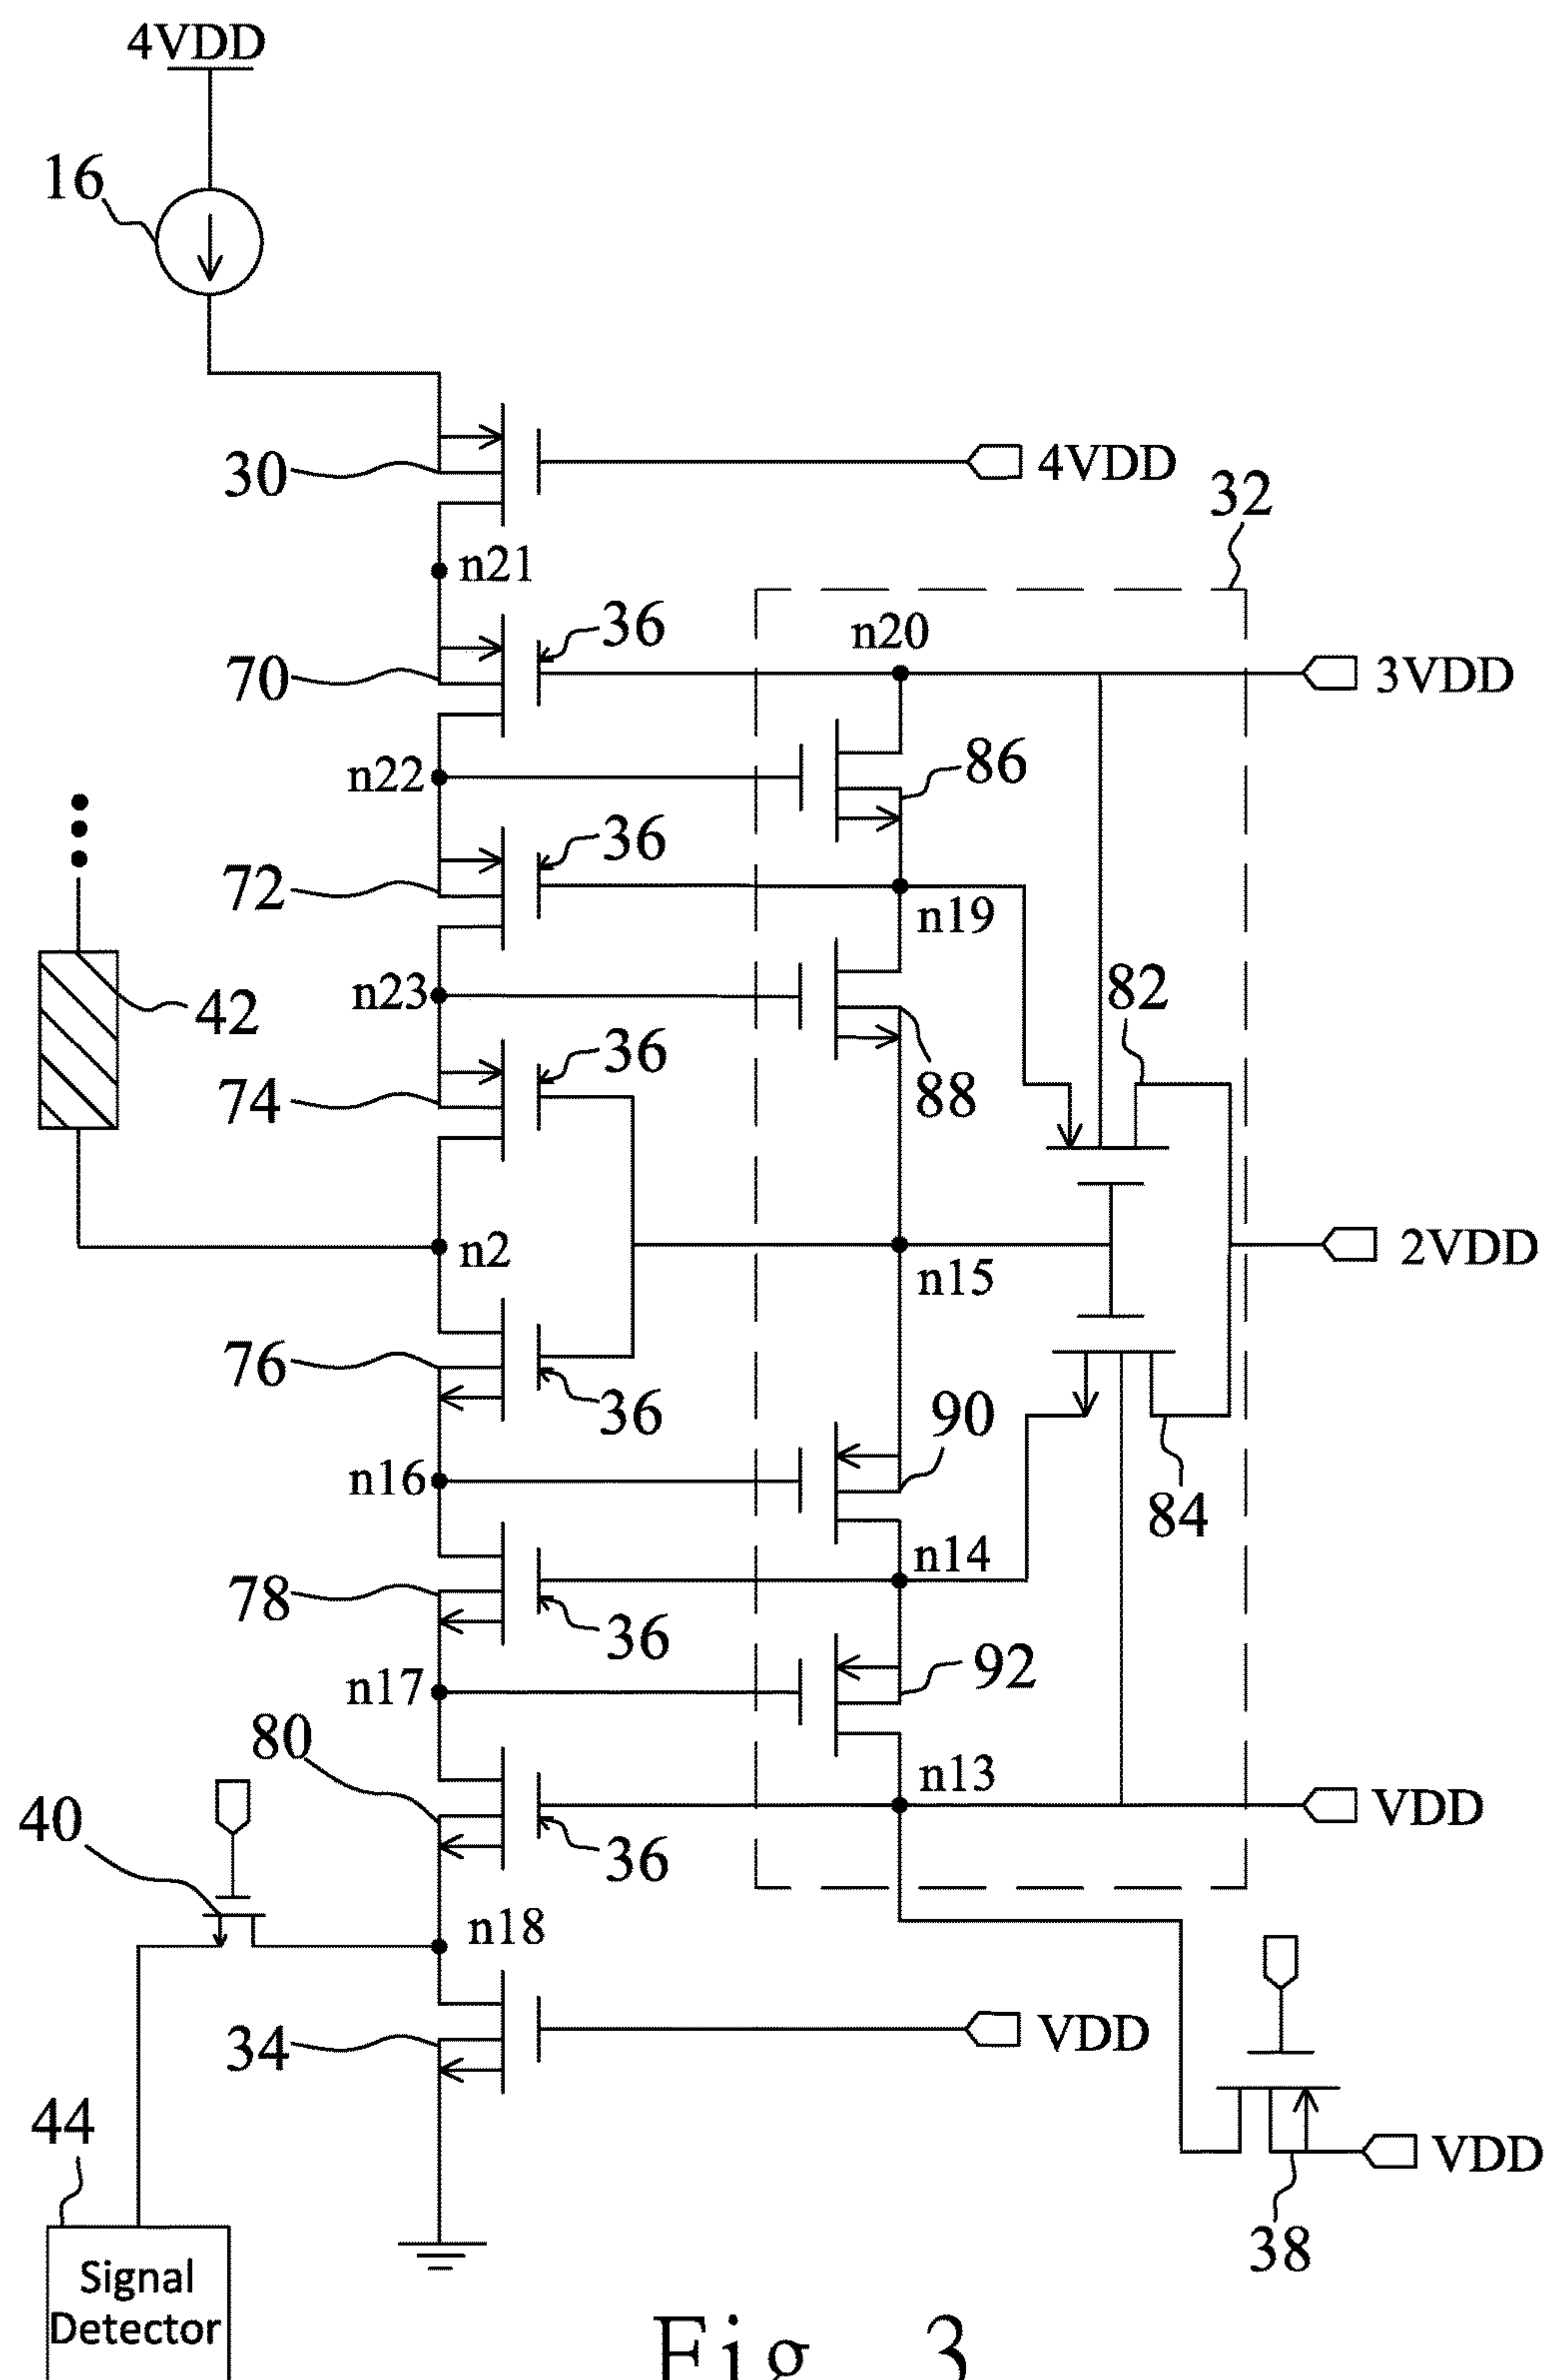 4VDD
16
30
4VDD
32
n21
36
n20
70
3VDD
n22
86
36
72
n19
n23
82
42
36
74
88
n2
n15
2VDD
76
36
90
n16
84
n14
78
36
92
n17
80
n13
40
VDD
36
n18
34
VDD
44
VDD
38
Signal
Detector
Fig. 3